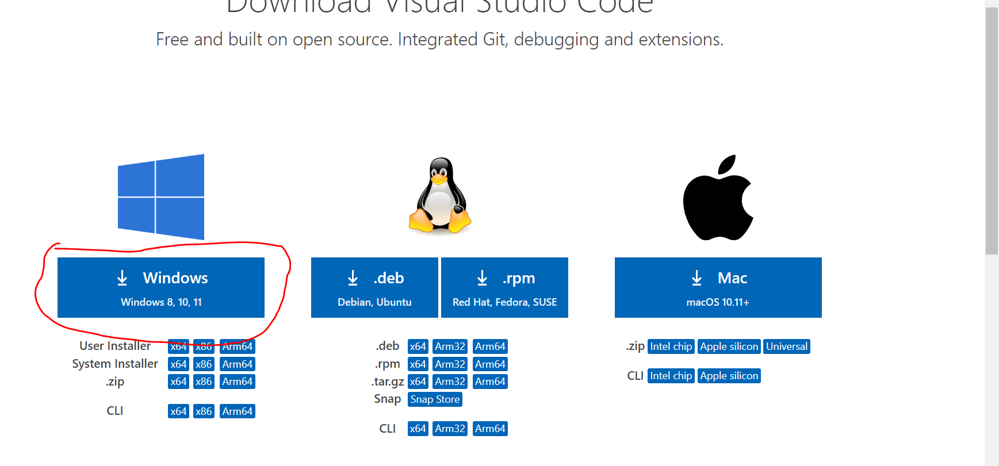 Download Visual Studio Code
Free and built on open source. Integrated Git, debugging and extensions.
Windows
Windows 8, 10, 11
User Installer x64 x86 Arm64
System Installer x64 x86 Arm64
.zip x64 x86 Arm64
CLI x64 x86 Arm64
.deb
Debian, Ubuntu
.rpm
Red Hat, Fedora, SUSE
.deb x64 Arm32 Arm64
.rpm x64 Arm32 Arm64
.tar.gz x64 Arm32 Arm64
Snap Snap Store
CLI x64 Arm32 Arm64
Mac
macOS 10.11+
.zip Intel chip Apple silicon Universal
CLI Intel chip Apple silicon